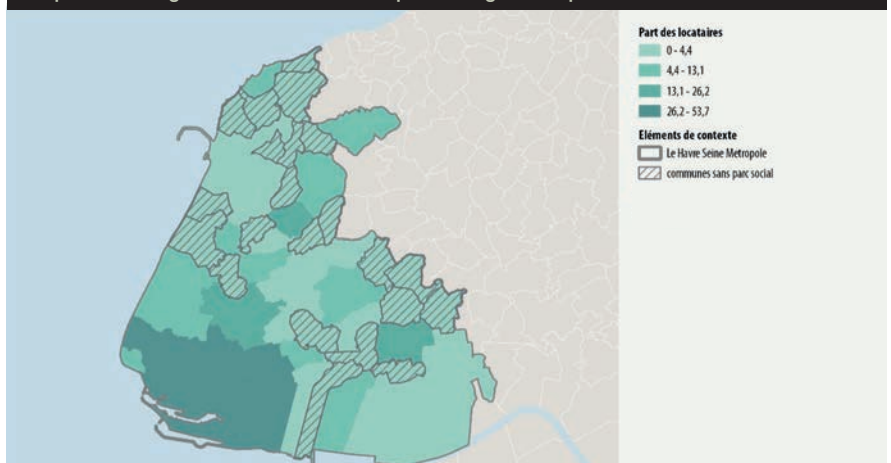 Part des locataires
0 - 4,4
4,4 - 13,1
13,1 - 26,2
26,2 - 53,7
Eléments de contexte
Le Havre Seine Metropole
communes sans parc social